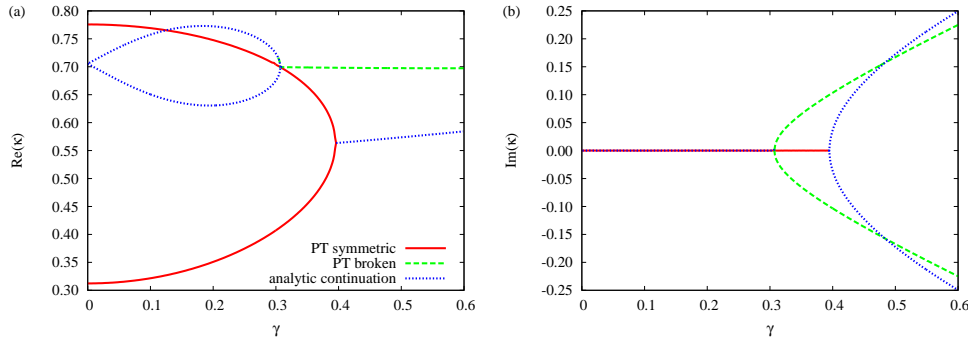 (a)
0.80
0.75
0.70
0.65
0.60
0.55
0.50
0.45
0.40
0.35
0.30
Re(κ)
PT symmetric
PT broken
analytic continuation
0 0.1 0.2 0.3 0.4 0.5 0.6
γ
(b)
0.25
0.20
0.15
0.10
0.05
0.00
-0.05
-0.10
-0.15
-0.20
-0.25
Im(κ)
0 0.1 0.2 0.3 0.4 0.5 0.6
γ